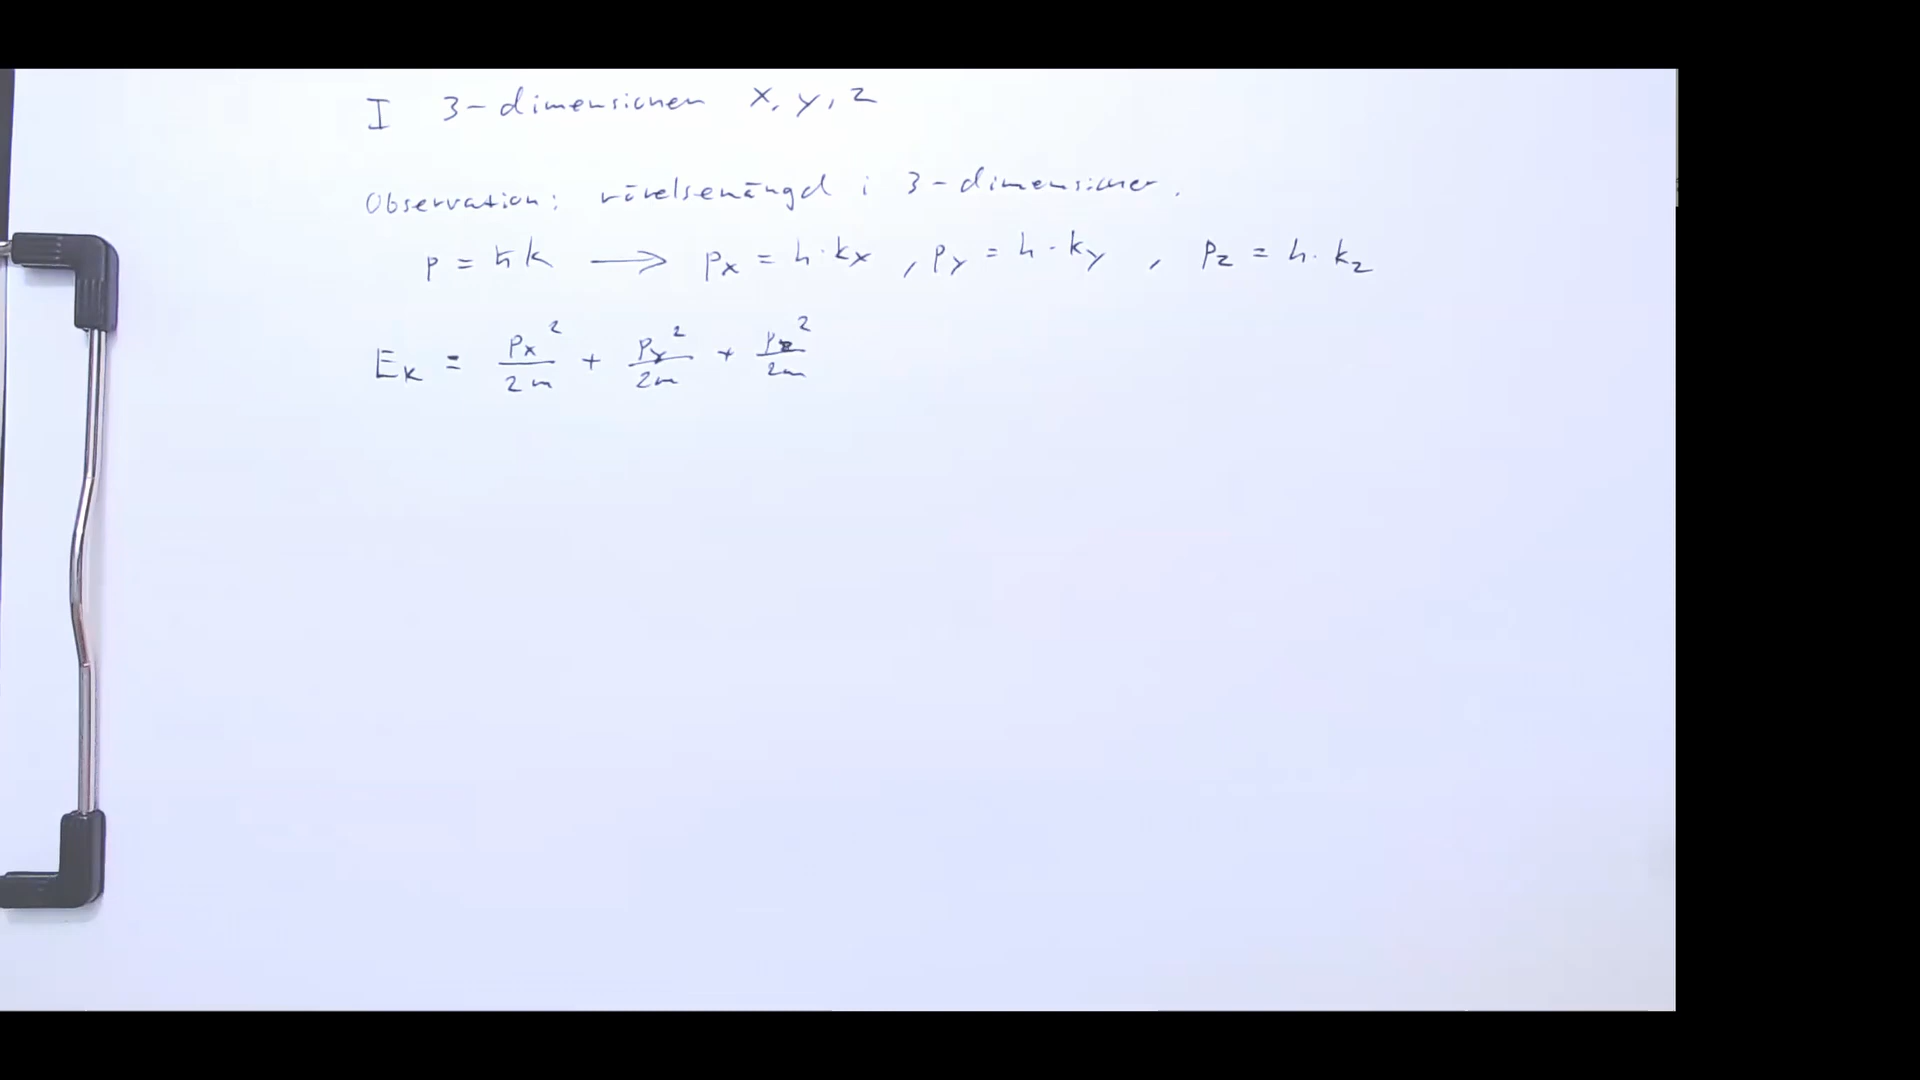 I 3-dimensionen x, y, z
Observation: rörelsemängd i 3-dimensioner.
p = ħk → px = h·kx , py = h·ky , pz = h·kz
Ek = px²/2m + py²/2m + pz²/2m